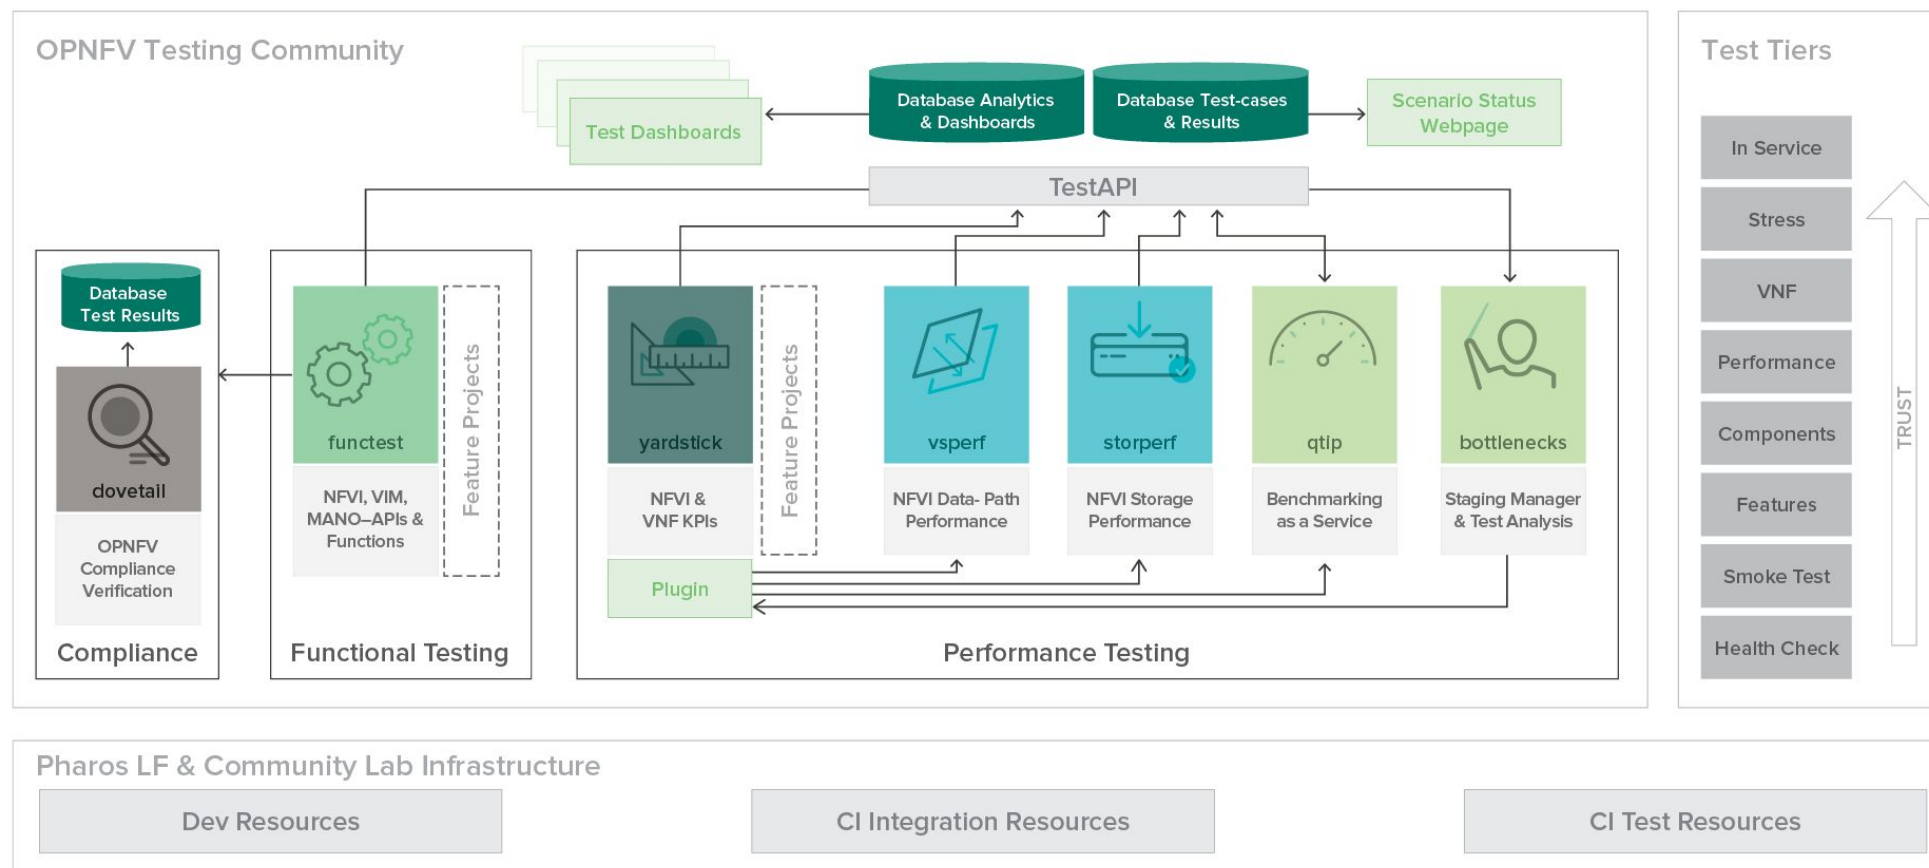 OPNFV Testing Community
Test Dashboards
Database Analytics
& Dashboards
Database Test-cases
& Results
Scenario Status
Webpage
TestAPI
Database
Test Results
dovetail
OPNFV
Compliance
Verification
Compliance
functest
NFVI, VIM,
MANO–APIs &
Functions
Feature Projects
Functional Testing
yardstick
NFVI &
VNF KPIs
Plugin
Feature Projects
vsperf
NFVI Data- Path
Performance
storperf
NFVI Storage
Performance
qtip
Benchmarking
as a Service
bottlenecks
Staging Manager
& Test Analysis
Performance Testing
Test Tiers
In Service
Stress
VNF
Performance
Components
Features
Smoke Test
Health Check
TRUST
Pharos LF & Community Lab Infrastructure
Dev Resources
CI Integration Resources
CI Test Resources